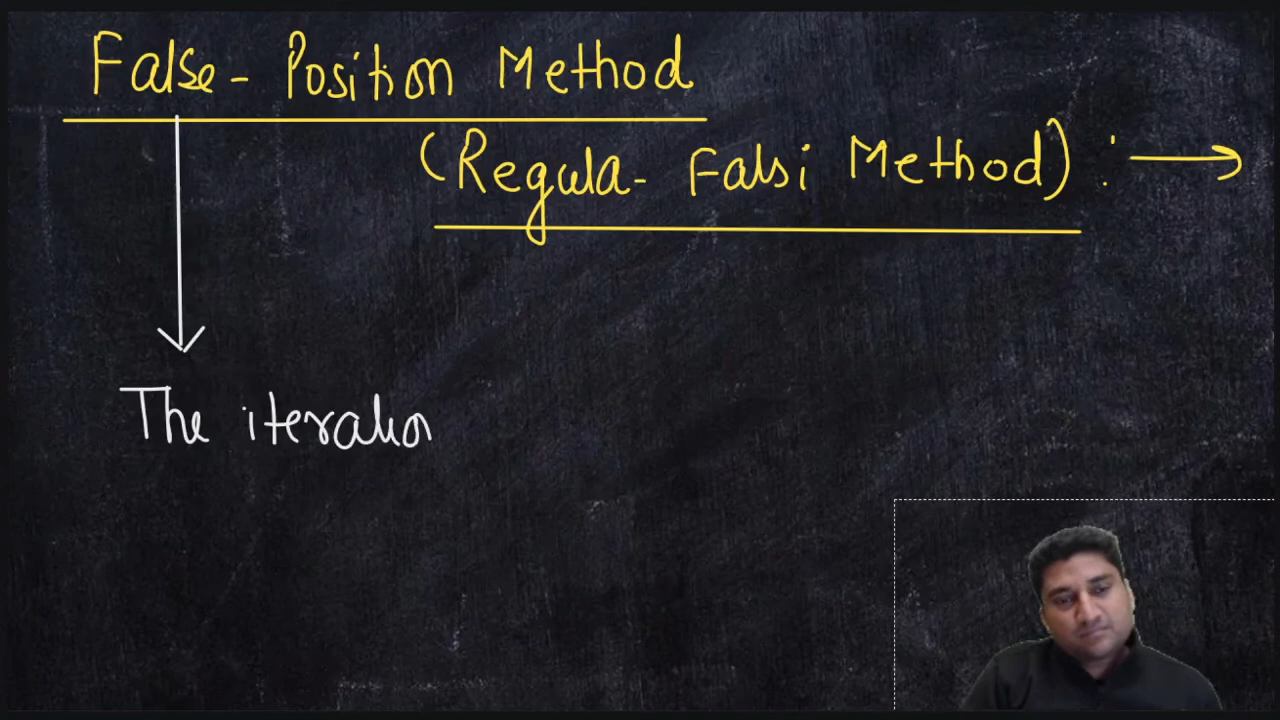 False - Position Method
(Regula - Falsi Method) : →
The iteration